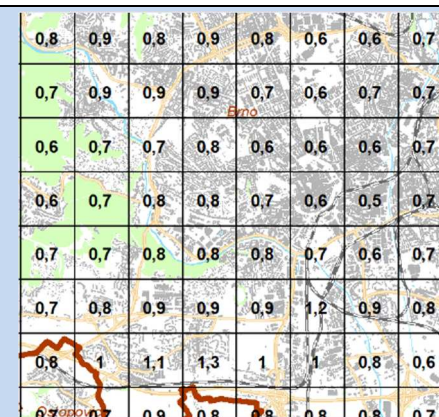 0,8 0,9 0,8 0,9 0,8 0,6 0,6 0,7
0,7 0,9 0,9 0,9 0,7 0,6 0,7 0,7
Brno
0,6 0,7 0,7 0,8 0,6 0,6 0,6 0,7
0,6 0,7 0,8 0,8 0,7 0,6 0,5 0,7
0,7 0,7 0,8 0,8 0,8 0,7 0,6 0,7
0,7 0,8 0,9 0,9 0,9 1,2 0,9 0,8
0,8 1 1,1 1,3 1 1 0,8 0,6
0,7 0,7 0,9 0,8 0,8 0,8 0,8 0,8